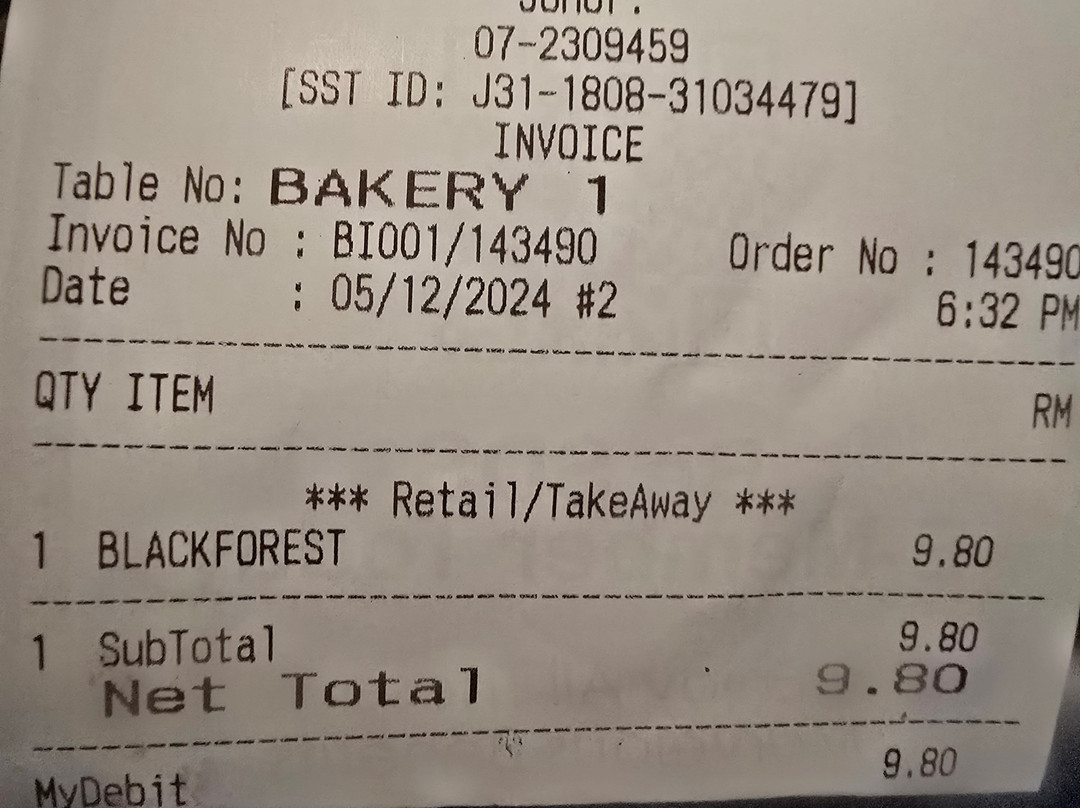 07-2309459
[SST ID: J31-1808-31034479]
INVOICE
Table No: BAKERY 1
Invoice No : BI001/143490 Order No : 143490
Date : 05/12/2024 #2 6:32 PM
QTY ITEM RM
*** Retail/TakeAway ***
1 BLACKFOREST 9.80
1 SubTotal 9.80
Net Total 9.80
MyDebit 9.80